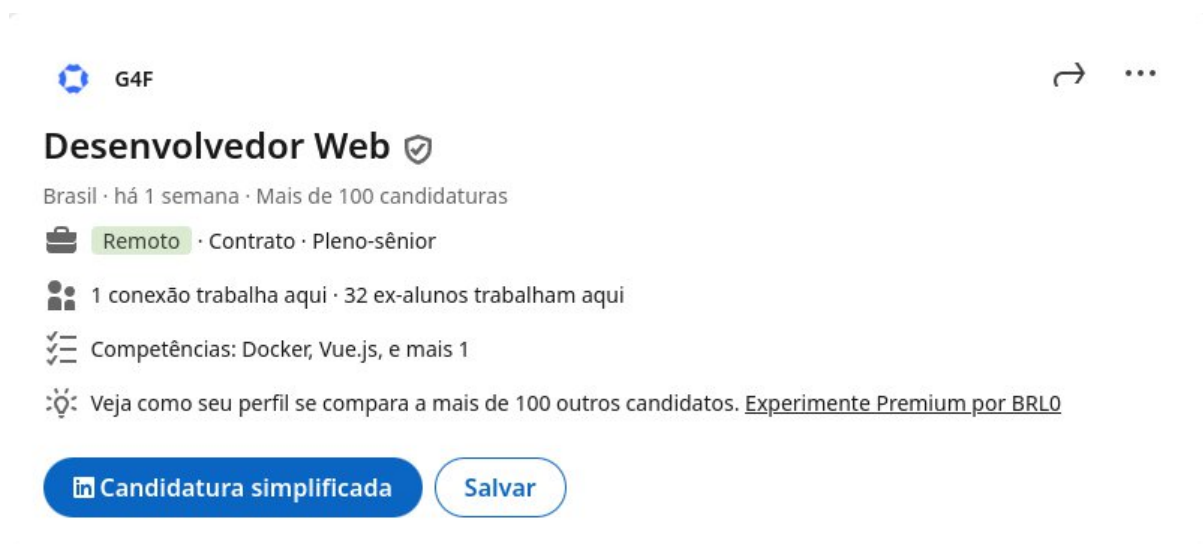 G4F
Desenvolvedor Web
Brasil · há 1 semana · Mais de 100 candidaturas
Remoto · Contrato · Pleno-sênior
1 conexão trabalha aqui · 32 ex-alunos trabalham aqui
Competências: Docker, Vue.js, e mais 1
Veja como seu perfil se compara a mais de 100 outros candidatos. Experimente Premium por BRL0
in Candidatura simplificada Salvar